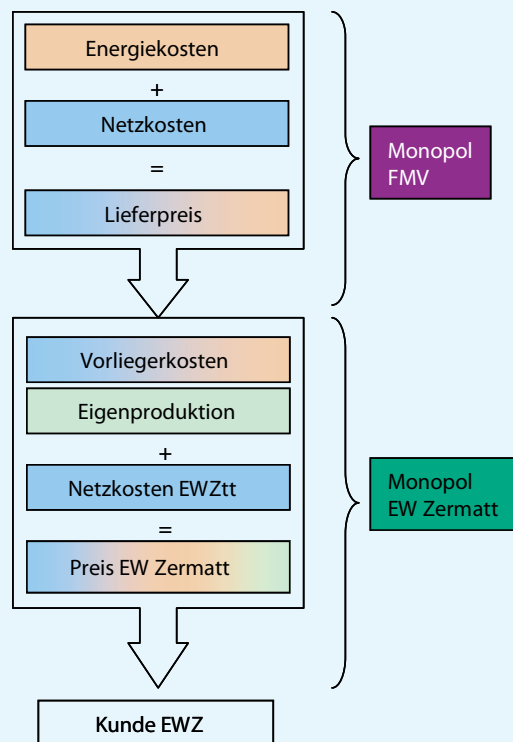 Energiekosten
+
Netzkosten
=
Lieferpreis
Monopol
FMV
Vorliegerkosten
Eigenproduktion
+
Netzkosten EWZtt
=
Preis EW Zermatt
Monopol
EW Zermatt
Kunde EWZ